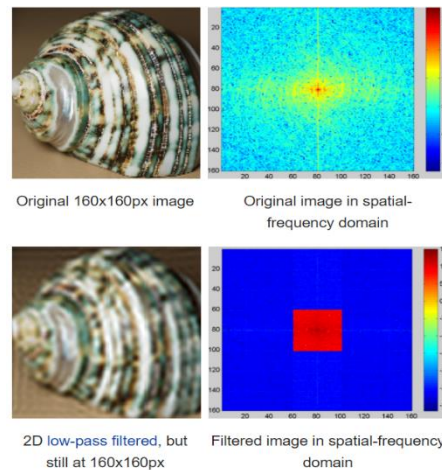 20
40
60
80
100
120
140
160
20 40 60 80 100 120 140 160
Original 160x160px image
Original image in spatial-
frequency domain
20
40
60
80
100
120
140
160
20 40 60 80 100 120 140 160
2D low-pass filtered, but
still at 160x160px
Filtered image in spatial-frequency
domain